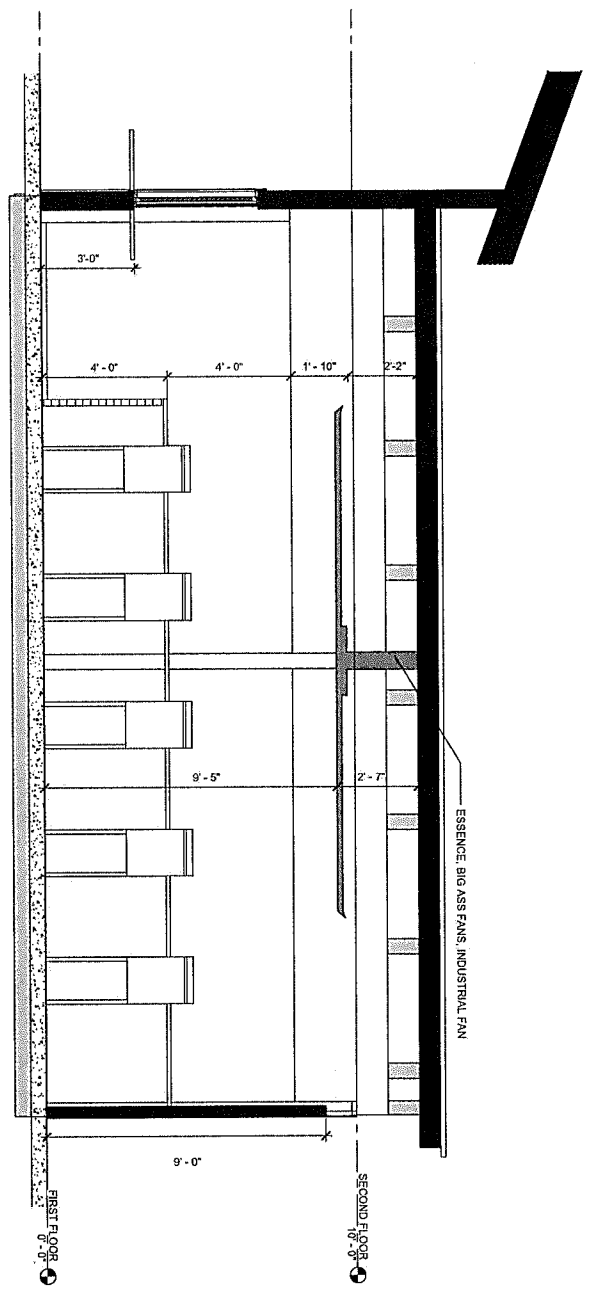 3'-0"
4' - 0"
4' - 0"
1' - 10"
2'-2"
9' - 5"
2' - 7"
ESSENCE, BIG ASS FANS, INDUSTRIAL FAN
9' - 0"
SECOND FLOOR
10' - 0"
FIRST FLOOR
0' - 0"